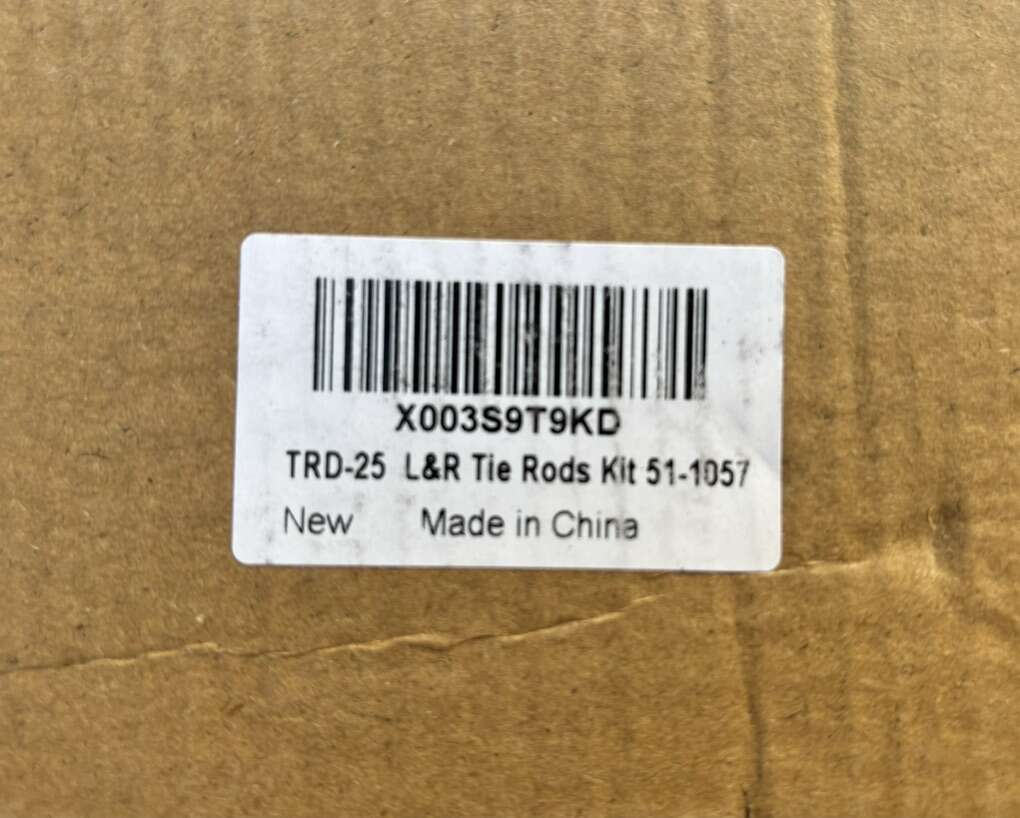 X003S9T9KD
TRD-25 L&R Tie Rods Kit 51-1057
New Made in China